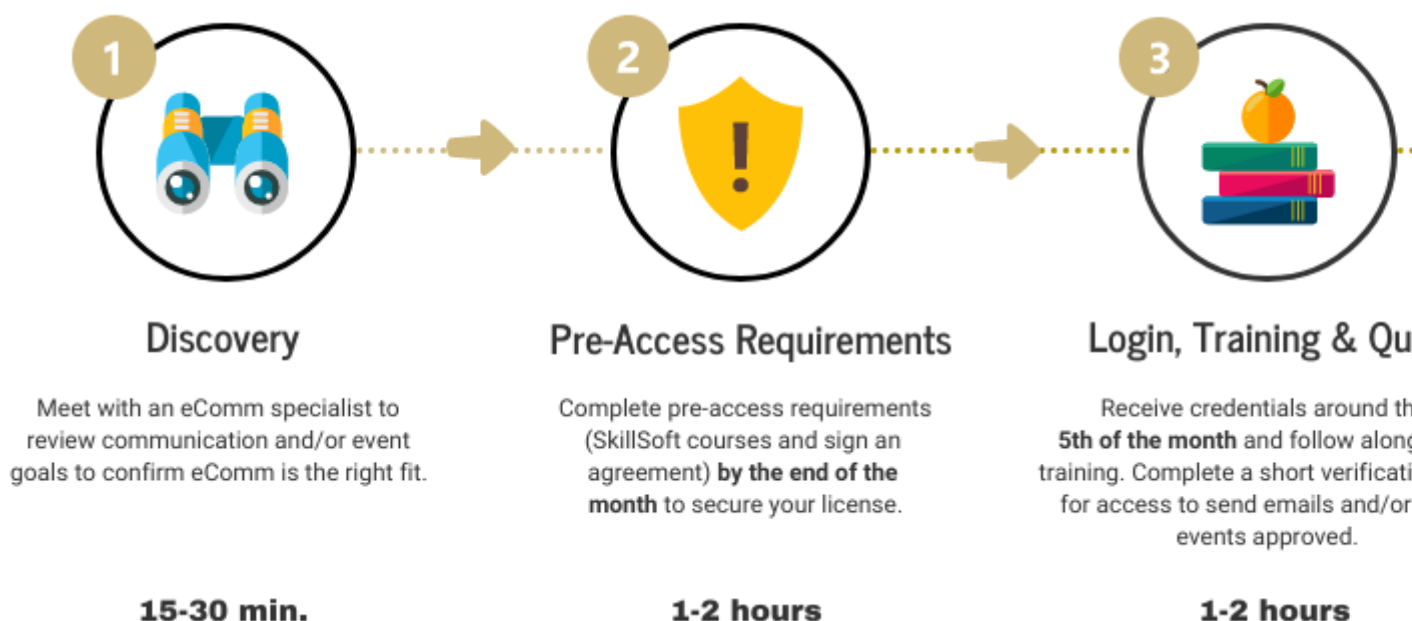 1
2
3
Discovery
Meet with an eComm specialist to
review communication and/or event
goals to confirm eComm is the right fit.
15-30 min.
Pre-Access Requirements
Complete pre-access requirements
(SkillSoft courses and sign an
agreement) by the end of the
month to secure your license.
1-2 hours
Login, Training & Qu
Receive credentials around th
5th of the month and follow along
training. Complete a short verificati
for access to send emails and/or
events approved.
1-2 hours